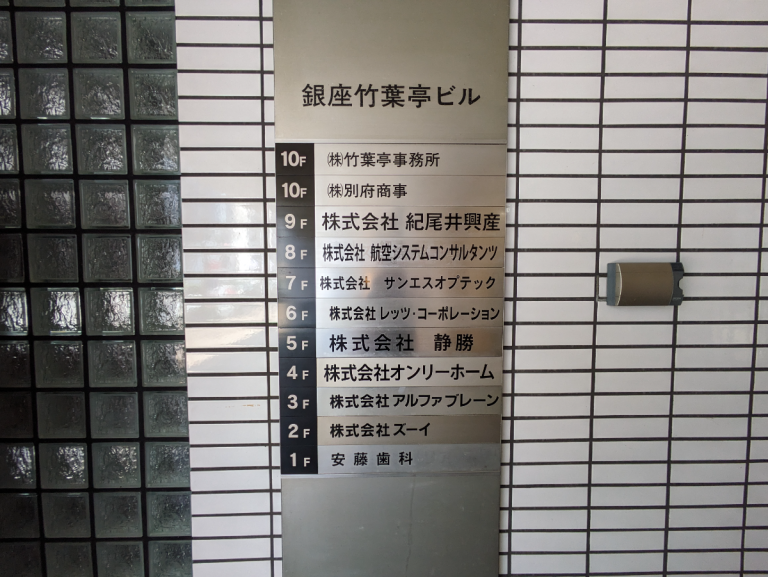 銀座竹葉亭ビル
10F ㈱竹葉亭事務所
10F ㈱別府商事
9F 株式会社 紀尾井興産
8F 株式会社 航空システムコンサルタンツ
7F 株式会社 サンエスオプテック
6F 株式会社 レッツ・コーポレーション
5F 株式会社 静勝
4F 株式会社オンリーホーム
3F 株式会社 アルファブレーン
2F 株式会社ズーイ
1F 安藤歯科